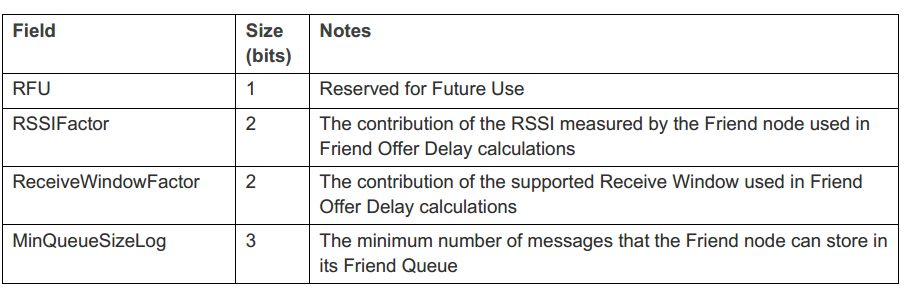 Field Size Notes
(bits)
RFU 1 Reserved for Future Use
RSSIFactor 2 The contribution of the RSSI measured by the Friend node used in
Friend Offer Delay calculations
ReceiveWindowFactor 2 The contribution of the supported Receive Window used in Friend
Offer Delay calculations
MinQueueSizeLog 3 The minimum number of messages that the Friend node can store in
its Friend Queue